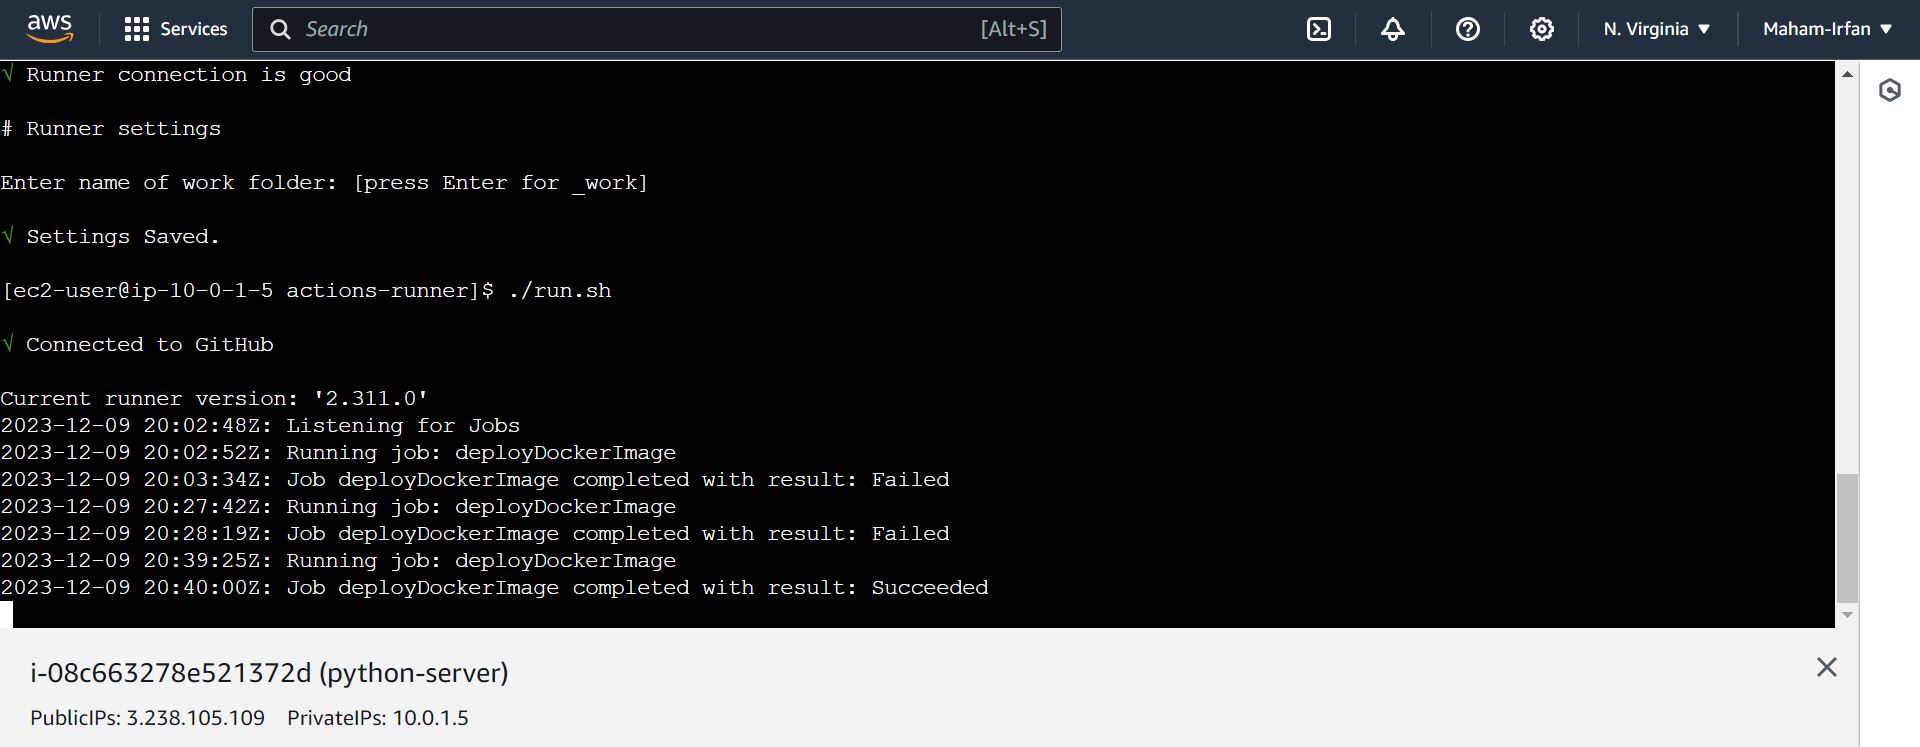 aws Services Search [Alt+S] N. Virginia Maham-Irfan
√ Runner connection is good
# Runner settings
Enter name of work folder: [press Enter for _work]
√ Settings Saved.
[ec2-user@ip-10-0-1-5 actions-runner]$ ./run.sh
√ Connected to GitHub
Current runner version: '2.311.0'
2023-12-09 20:02:48Z: Listening for Jobs
2023-12-09 20:02:52Z: Running job: deployDockerImage
2023-12-09 20:03:34Z: Job deployDockerImage completed with result: Failed
2023-12-09 20:27:42Z: Running job: deployDockerImage
2023-12-09 20:28:19Z: Job deployDockerImage completed with result: Failed
2023-12-09 20:39:25Z: Running job: deployDockerImage
2023-12-09 20:40:00Z: Job deployDockerImage completed with result: Succeeded
i-08c663278e521372d (python-server)
PublicIPs: 3.238.105.109 PrivateIPs: 10.0.1.5